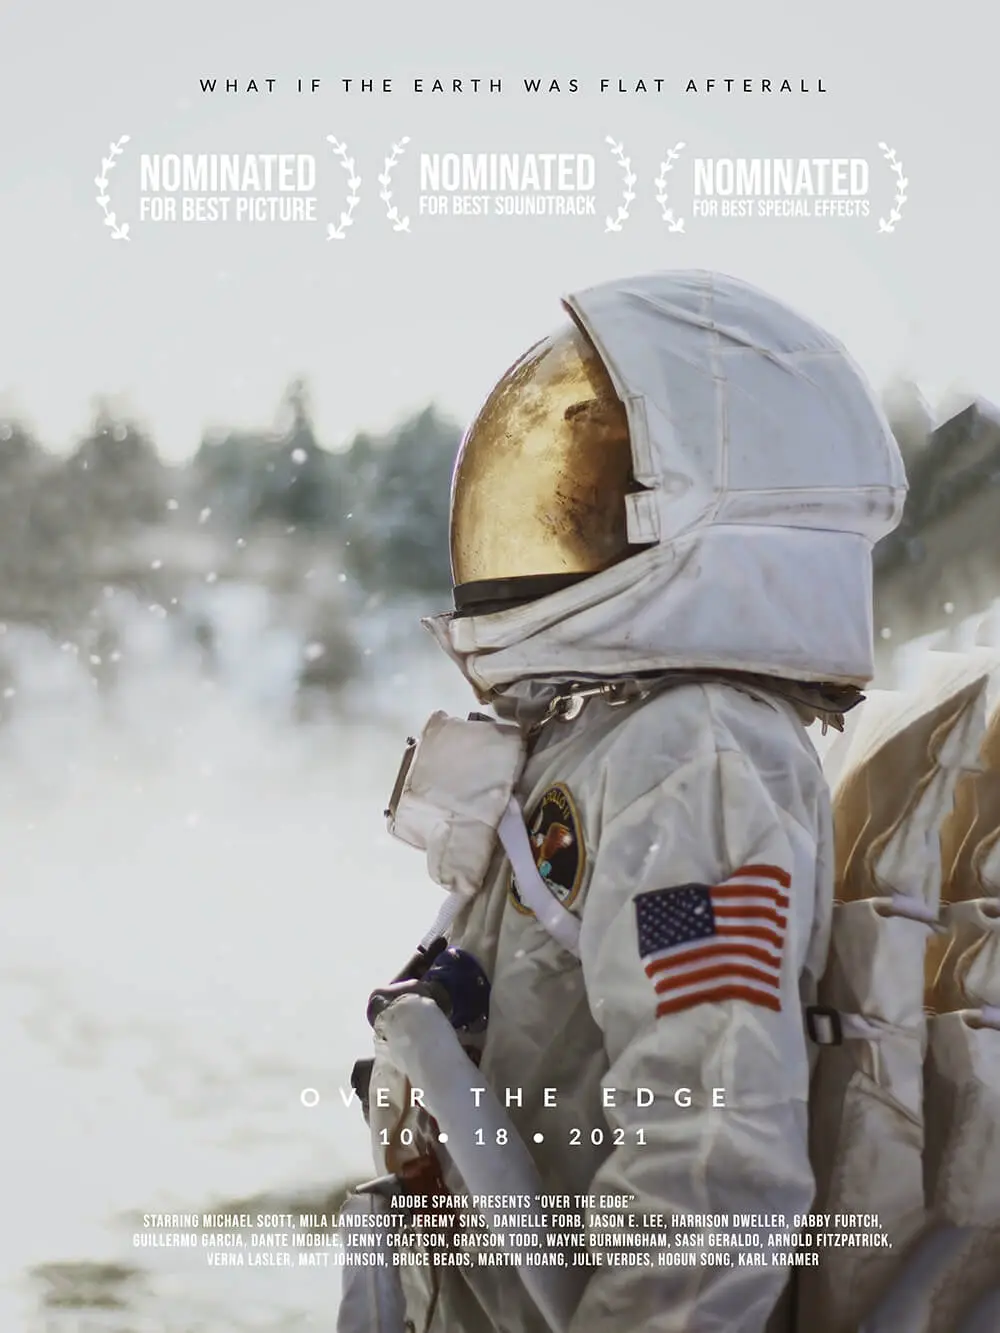 WHAT IF THE EARTH WAS FLAT AFTERALL
NOMINATED
FOR BEST PICTURE
NOMINATED
FOR BEST SOUNDTRACK
NOMINATED
FOR BEST SPECIAL EFFECTS
APOLLO 11
OVER THE EDGE
10 • 18 • 2021
ADOBE SPARK PRESENTS “OVER THE EDGE”
STARRING MICHAEL SCOTT, MILA LANDESCOTT, JEREMY SINS, DANIELLE FORB, JASON E. LEE, HARRISON DWELLER, GABBY FURTCH,
GUILLERMO GARCIA, DANTE IMOBILE, JENNY CRAFTSON, GRAYSON TODD, WAYNE BURMINGHAM, SASH GERALDO, ARNOLD FITZPATRICK,
VERNA LASLER, MATT JOHNSON, BRUCE BEADS, MARTIN HOANG, JULIE VERDES, HOGUN SONG, KARL KRAMER